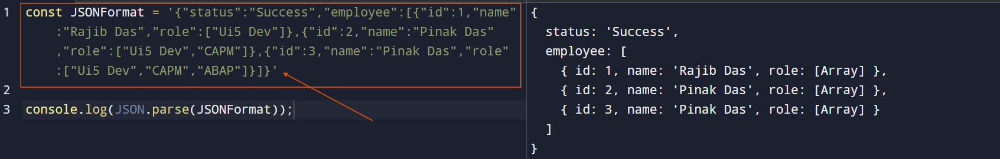 1 const JSONFormat = '{"status":"Success","employee":[{"id":1,"name"
:"Rajib Das","role":["Ui5 Dev"]},{"id":2,"name":"Pinak Das"
,"role":["Ui5 Dev","CAPM"]},{"id":3,"name":"Pinak Das","role"
:["Ui5 Dev","CAPM","ABAP"]}]}'
2
3 console.log(JSON.parse(JSONFormat));
{
status: 'Success',
employee: [
{ id: 1, name: 'Rajib Das', role: [Array] },
{ id: 2, name: 'Pinak Das', role: [Array] },
{ id: 3, name: 'Pinak Das', role: [Array] }
]
}